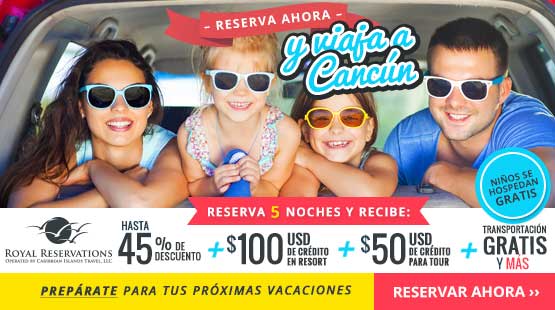 – RESERVA AHORA –
y viaja a
Cancún
NIÑOS SE
HOSPEDAN
GRATIS
RESERVA 5 NOCHES Y RECIBE:
ROYAL RESERVATIONS
OPERATED BY CARIBBEAN ISLANDS TRAVEL, LLC
HASTA
45% DE DESCUENTO
+
$100 USD DE CRÉDITO EN RESORT
+
$50 USD DE CRÉDITO PARA TOUR
+
TRANSPORTACIÓN
GRATIS
Y MÁS
PREPÁRATE PARA TUS PRÓXIMAS VACACIONES
RESERVAR AHORA ››